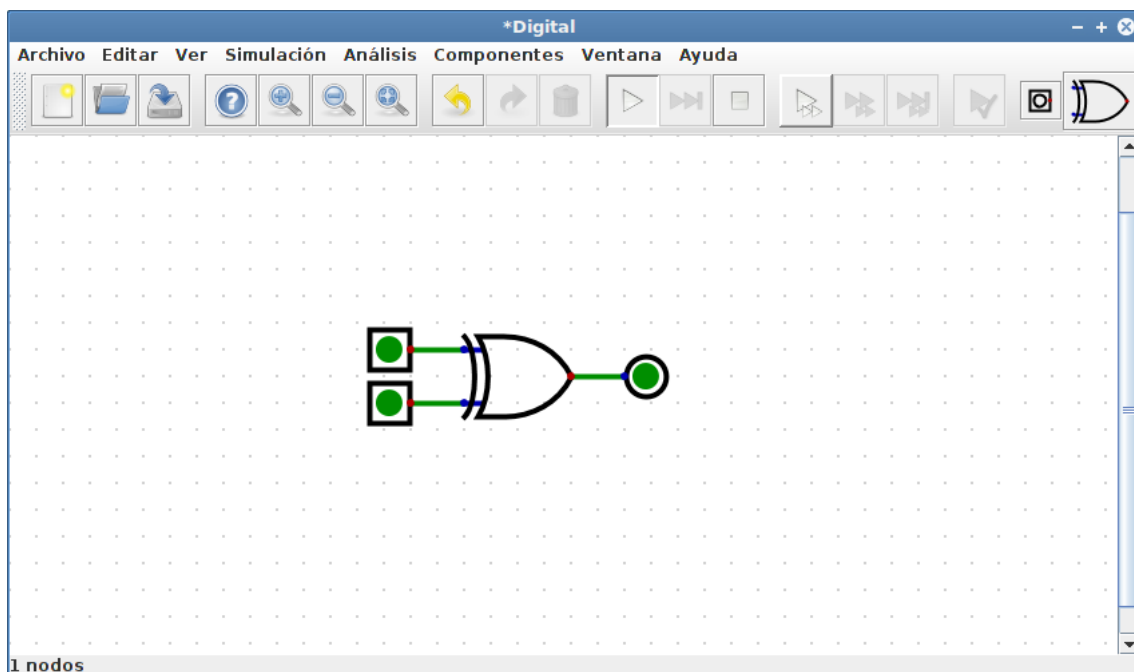 *Digital
Archivo Editar Ver Simulación Análisis Componentes Ventana Ayuda
1 nodos